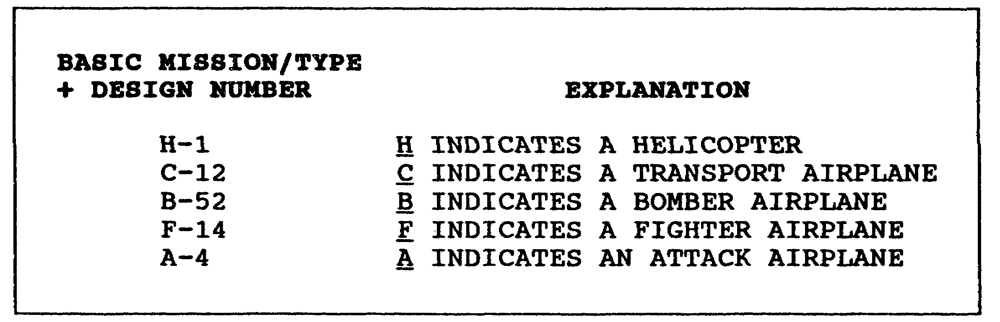 BASIC MISSION/TYPE
+ DESIGN NUMBER EXPLANATION
H-1 H INDICATES A HELICOPTER
C-12 C INDICATES A TRANSPORT AIRPLANE
B-52 B INDICATES A BOMBER AIRPLANE
F-14 F INDICATES A FIGHTER AIRPLANE
A-4 A INDICATES AN ATTACK AIRPLANE